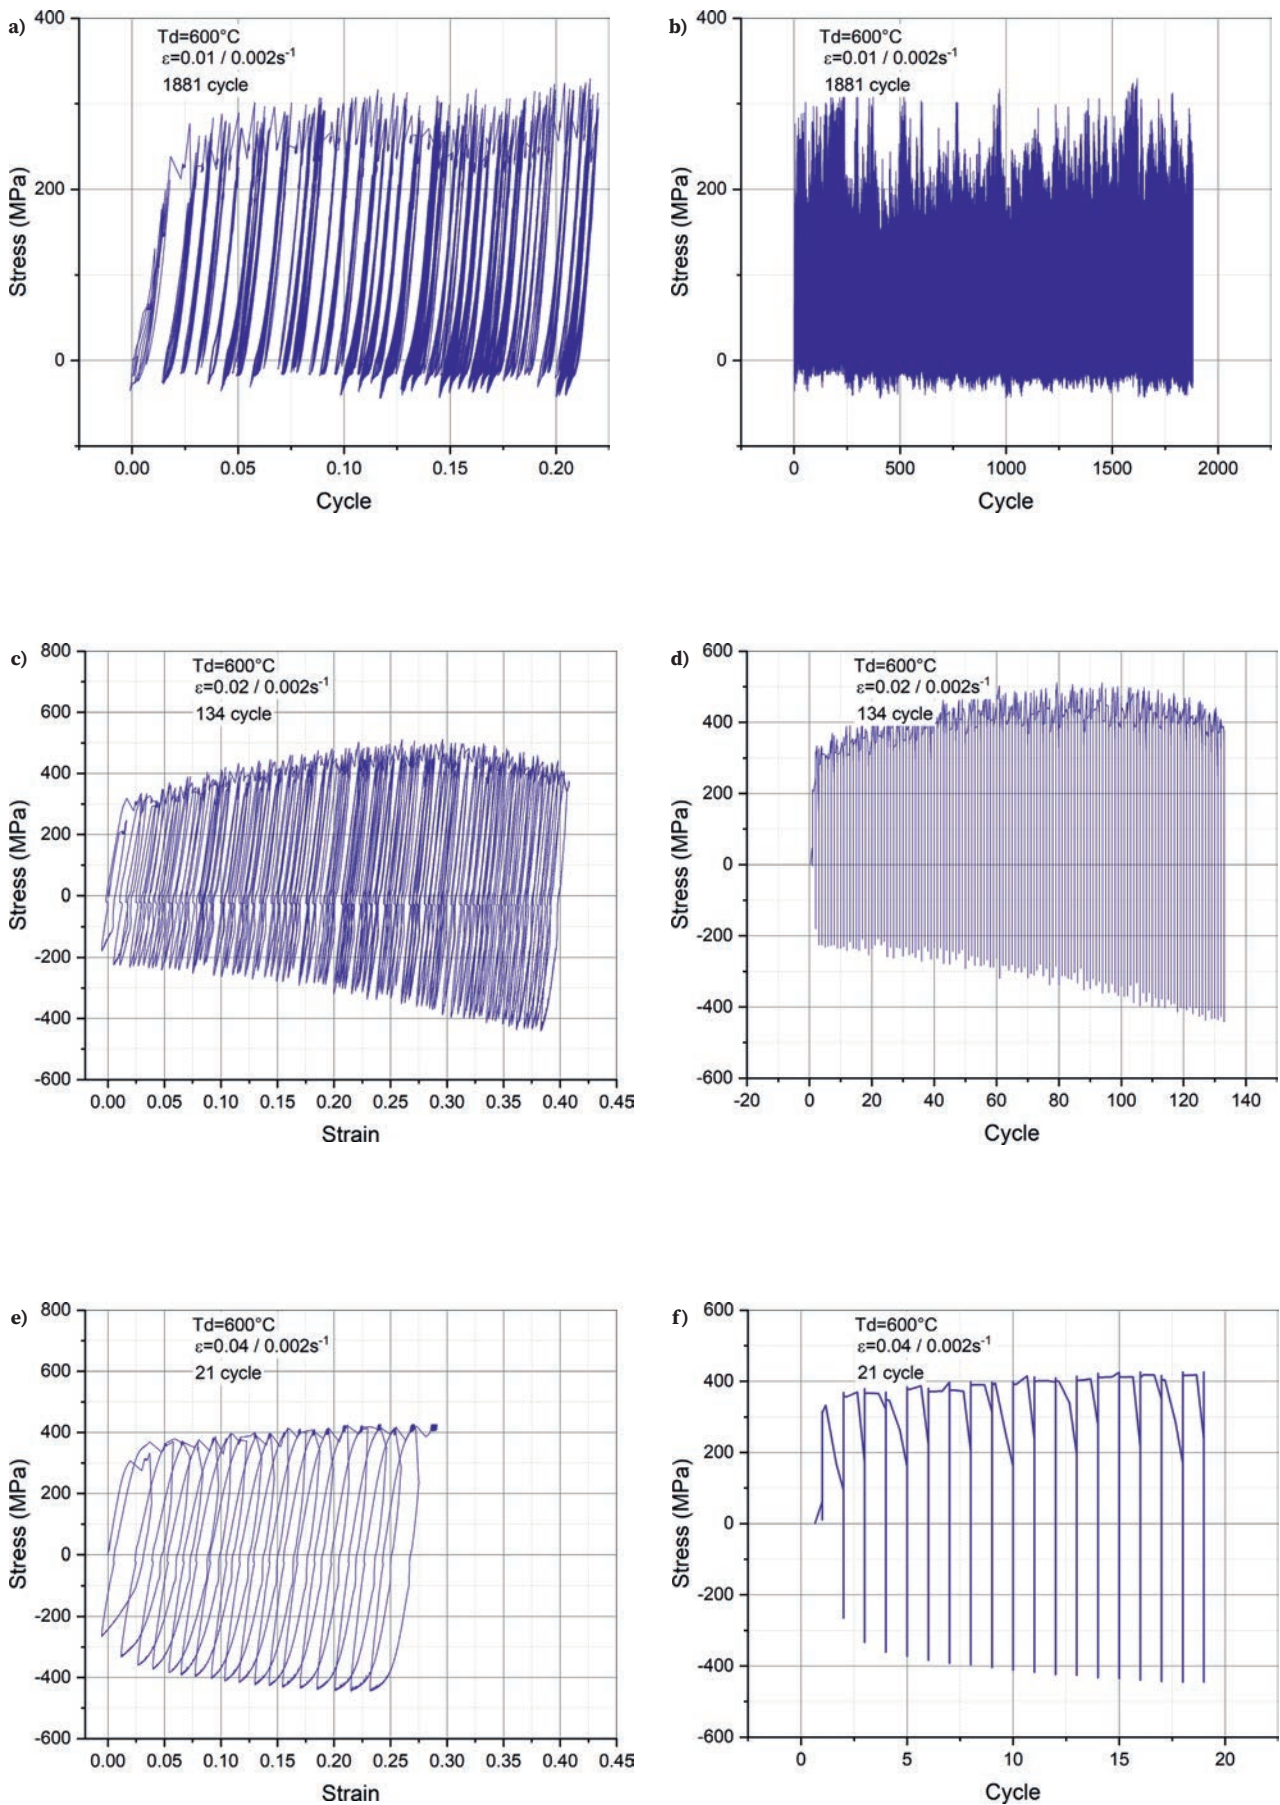 a)
Td=600°C
ε=0.01 / 0.002s⁻¹
1881 cycle
400
200
0
Stress (MPa)
0.00 0.05 0.10 0.15 0.20
Cycle
b)
Td=600°C
ε=0.01 / 0.002s⁻¹
1881 cycle
400
300
200
100
0
Stress (MPa)
0 500 1000 1500 2000
Cycle
c)
Td=600°C
ε=0.02 / 0.002s⁻¹
134 cycle
800
600
400
200
0
-200
-400
-600
Stress (MPa)
0.00 0.05 0.10 0.15 0.20 0.25 0.30 0.35 0.40 0.45
Strain
d)
Td=600°C
ε=0.02 / 0.002s⁻¹
134 cycle
600
400
200
0
-200
-400
-600
Stress (MPa)
-20 0 20 40 60 80 100 120 140
Cycle
e)
Td=600°C
ε=0.04 / 0.002s⁻¹
21 cycle
800
600
400
200
0
-200
-400
-600
Stress (MPa)
0.00 0.05 0.10 0.15 0.20 0.25 0.30 0.35 0.40 0.45
Strain
f)
Td=600°C
ε=0.04 / 0.002s⁻¹
21 cycle
600
400
200
0
-200
-400
-600
Stress (MPa)
0 5 10 15 20
Cycle